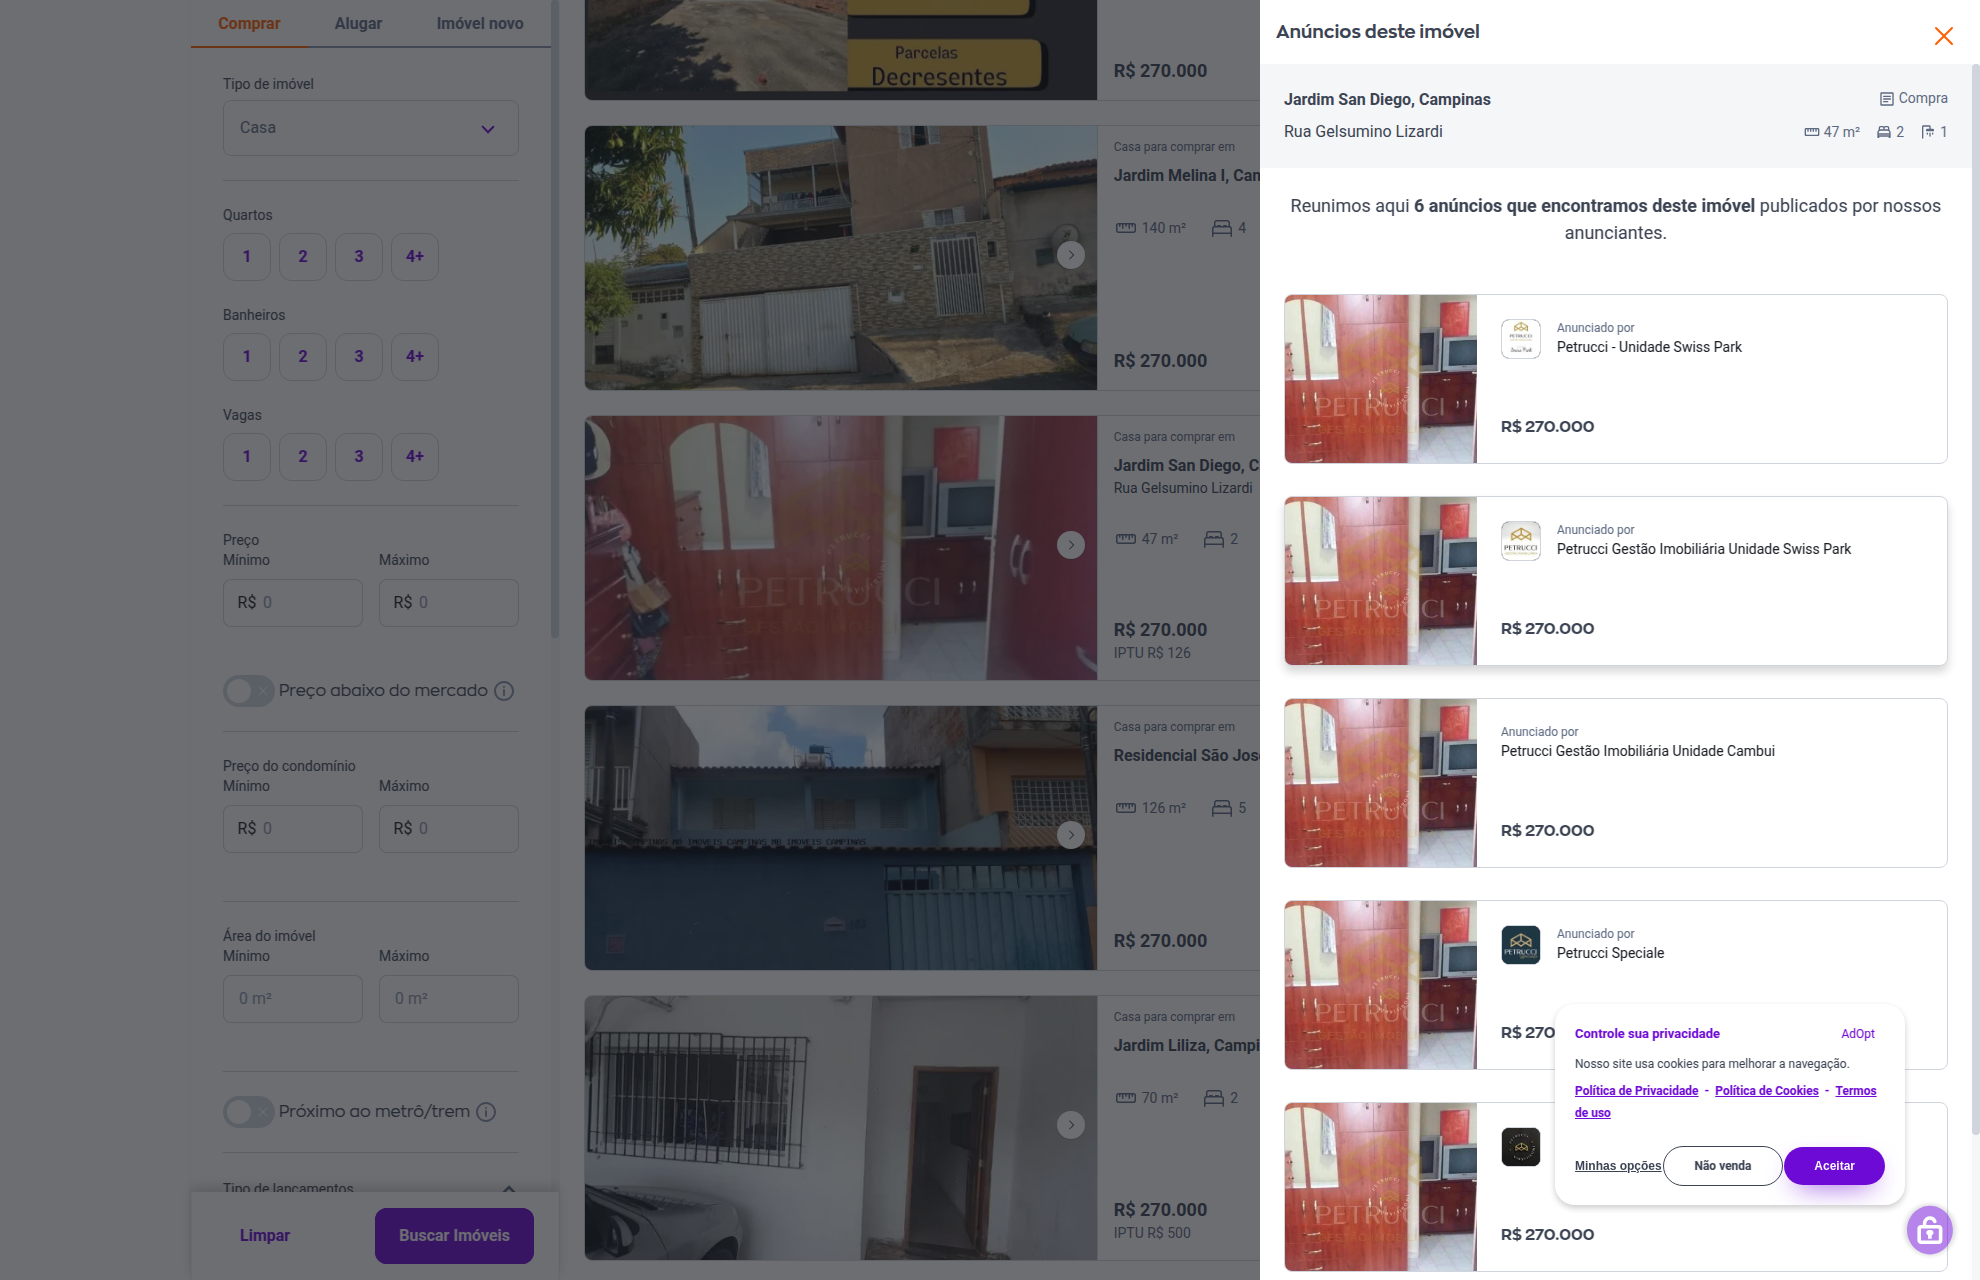 Comprar
Alugar
Imóvel novo
Tipo de imóvel
Casa
Quartos
1
2
3
4+
Banheiros
1
2
3
4+
Vagas
1
2
3
4+
Preço
Mínimo
Máximo
R$ 0
R$ 0
Preço abaixo do mercado
Preço do condomínio
Mínimo
Máximo
R$ 0
R$ 0
Área do imóvel
Mínimo
Máximo
0 m²
0 m²
Próximo ao metrô/trem
Tipo de lançamentos
Limpar
Buscar Imóveis
Parcelas
Decresentes
R$ 270.000
Casa para comprar em
Jardim Melina I, Cam
140 m²
4
R$ 270.000
PETRUCCI
Casa para comprar em
Jardim San Diego, C
Rua Gelsumino Lizardi
47 m²
2
R$ 270.000
IPTU R$ 126
Casa para comprar em
Residencial São Jos
126 m²
5
R$ 270.000
Casa para comprar em
Jardim Liliza, Campi
70 m²
2
R$ 270.000
IPTU R$ 500
Anúncios deste imóvel
Jardim San Diego, Campinas
Compra
Rua Gelsumino Lizardi
47 m²
2
1
Reunimos aqui 6 anúncios que encontramos deste imóvel publicados por nossos
anunciantes.
PETRUCCI
Anunciado por
Petrucci - Unidade Swiss Park
R$ 270.000
PETRUCCI
PETRUCCI
Anunciado por
Petrucci Gestão Imobiliária Unidade Swiss Park
R$ 270.000
PETRUCCI
Anunciado por
Petrucci Gestão Imobiliária Unidade Cambui
R$ 270.000
PETRUCCI
PETRUCCI
Anunciado por
Petrucci Speciale
R$ 270
PETRUCCI
R$ 270.000
Controle sua privacidade
AdOpt
Nosso site usa cookies para melhorar a navegação.
Política de Privacidade - Política de Cookies - Termos
de uso
Minhas opções
Não venda
Aceitar